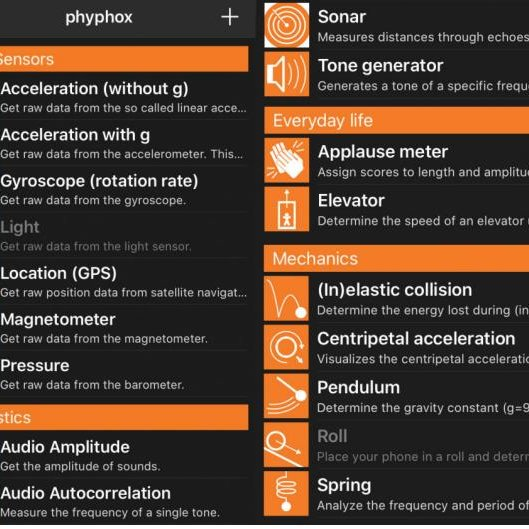 phyphox
Sensors
Acceleration (without g)
Get raw data from the so called linear acce...
Acceleration with g
Get raw data from the accelerometer. This...
Gyroscope (rotation rate)
Get raw data from the gyroscope.
Light
Get raw data from the light sensor.
Location (GPS)
Get raw position data from satellite navigat...
Magnetometer
Get raw data from the magnetometer.
Pressure
Get raw data from the barometer.
stics
Audio Amplitude
Get the amplitude of sounds.
Audio Autocorrelation
Measure the frequency of a single tone.
Sonar
Measures distances through echoes
Tone generator
Generates a tone of a specific frequ
Everyday life
Applause meter
Assign scores to length and amplitu
Elevator
Determine the speed of an elevator
Mechanics
(In)elastic collision
Determine the energy lost during (in
Centripetal acceleration
Visualizes the centripetal acceleratio
Pendulum
Determine the gravity constant (g=9
Roll
Place your phone in a roll and deterr
Spring
Analyze the frequency and period of